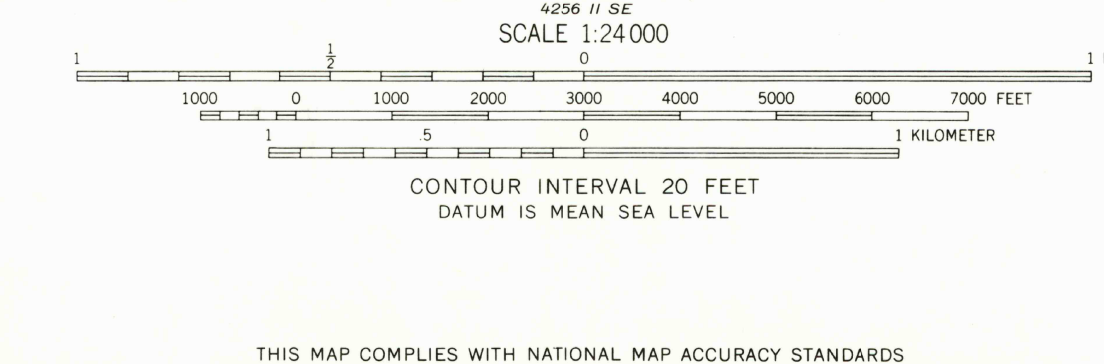 4256 II SE
SCALE 1:24 000
1 1/2 0 1
1000 0 1000 2000 3000 4000 5000 6000 7000 FEET
1 .5 0 1 KILOMETER
CONTOUR INTERVAL 20 FEET
DATUM IS MEAN SEA LEVEL
THIS MAP COMPLIES WITH NATIONAL MAP ACCURACY STANDARDS